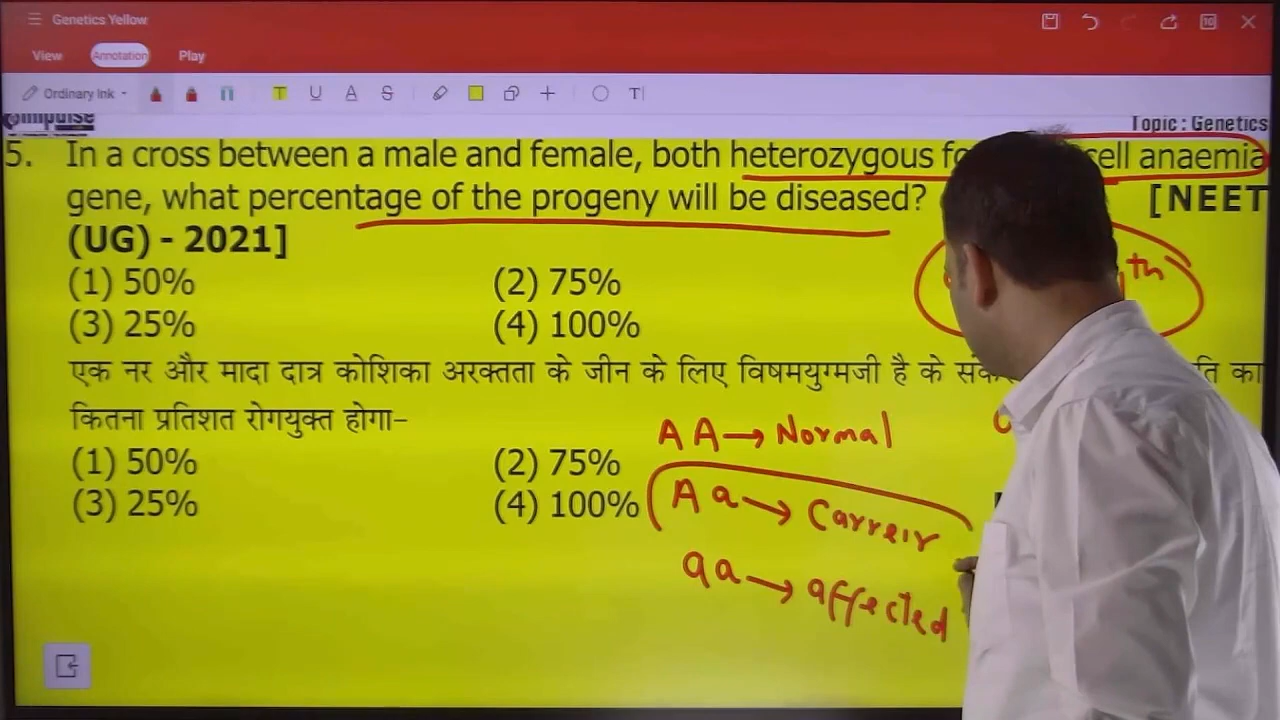 Genetics Yellow
View Annotation Play
Ordinary Ink
Impulse
Topic : Genetics
5. In a cross between a male and female, both heterozygous cell anaemia
gene, what percentage of the progeny will be diseased? [NEET
(UG) - 2021]
(1) 50% (2) 75%
(3) 25% (4) 100%
th
एक नर और मादा दात्र कोशिका अरक्तता के जीन के लिए विषमयुग्मजी है के का
कितना प्रतिशत रोगयुक्त होगा-
AA→Normal
(1) 50% (2) 75%
(3) 25% (4) 100%
Aa→Carreir
aa→affected